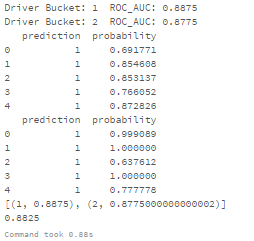 Driver Bucket: 1  ROC_AUC: 0.8875
Driver Bucket: 2  ROC_AUC: 0.8775
   prediction  probability
0           1     0.691771
1           1     0.854608
2           1     0.853137
3           1     0.766052
4           1     0.872826
   prediction  probability
0           1     0.999089
1           1     1.000000
2           1     0.637612
3           1     1.000000
4           1     0.777778
[(1, 0.8875), (2, 0.8775000000000002)]
0.8825
Command took 0.88s